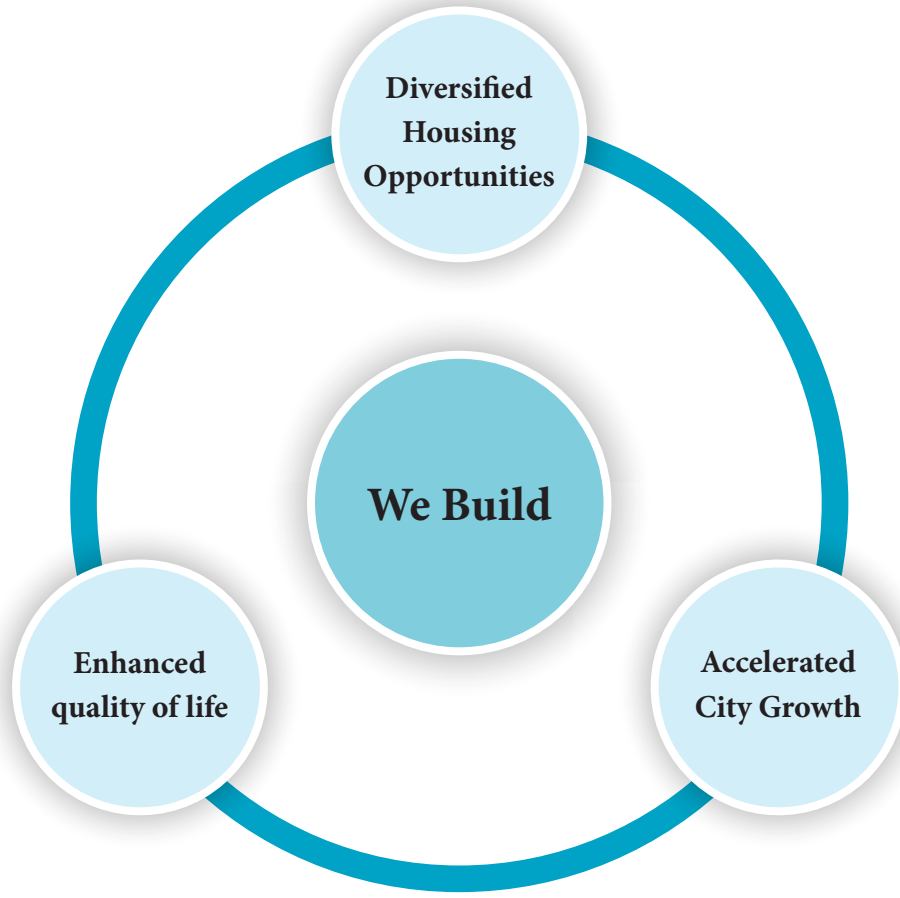 Diversified
Housing
Opportunities
We Build
Enhanced
quality of life
Accelerated
City Growth